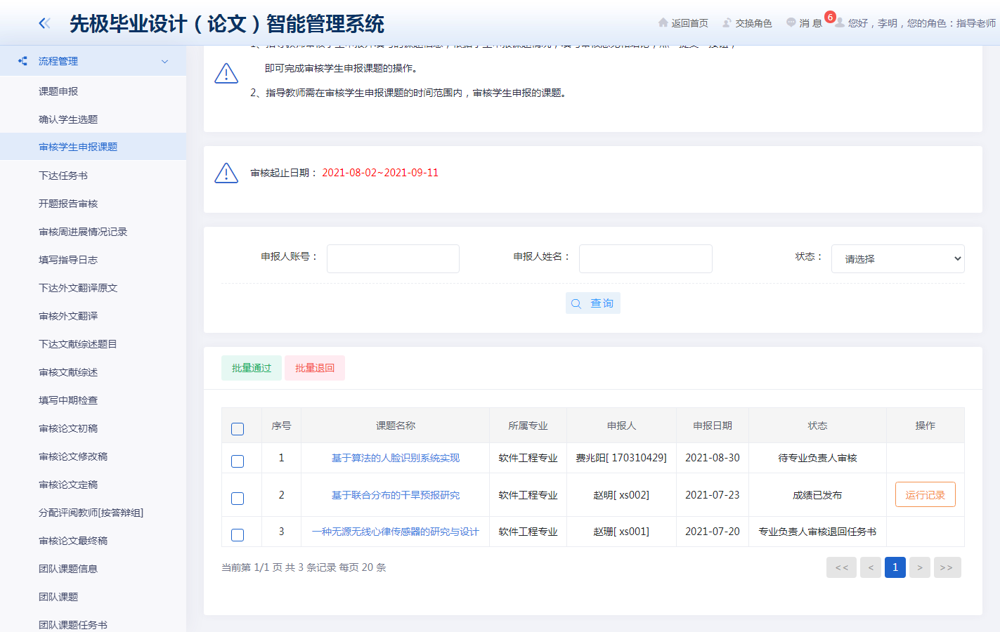 先极毕业设计（论文）智能管理系统
返回首页 交换角色 消 息 6 您好，李明，您的角色：指导老师
流程管理
课题申报
确认学生选题
审核学生申报课题
下达任务书
开题报告审核
审核周进展情况记录
填写指导日志
下达外文翻译原文
审核外文翻译
下达文献综述题目
审核文献综述
填写中期检查
审核论文初稿
审核论文修改稿
审核论文定稿
分配评阅教师[按答辩组]
审核论文最终稿
团队课题信息
团队课题
团队课题任务书
即可完成审核学生申报课题的操作。
2、指导教师需在审核学生申报课题的时间范围内，审核学生申报的课题。
审核起止日期： 2021-08-02~2021-09-11
申报人账号： 申报人姓名： 状态： 请选择
查询
批量通过 批量退回
序号 课题名称 所属专业 申报人 申报日期 状态 操作
1 基于算法的人脸识别系统实现 软件工程专业 费兆阳[ 170310429] 2021-08-30 待专业负责人审核
2 基于联合分布的干旱预报研究 软件工程专业 赵明[ xs002] 2021-07-23 成绩已发布 运行记录
3 一种无源无线心律传感器的研究与设计 软件工程专业 赵珊[ xs001] 2021-07-20 专业负责人审核退回任务书
当前第 1/1 页 共 3 条记录 每页 20 条
<< < 1 > >>